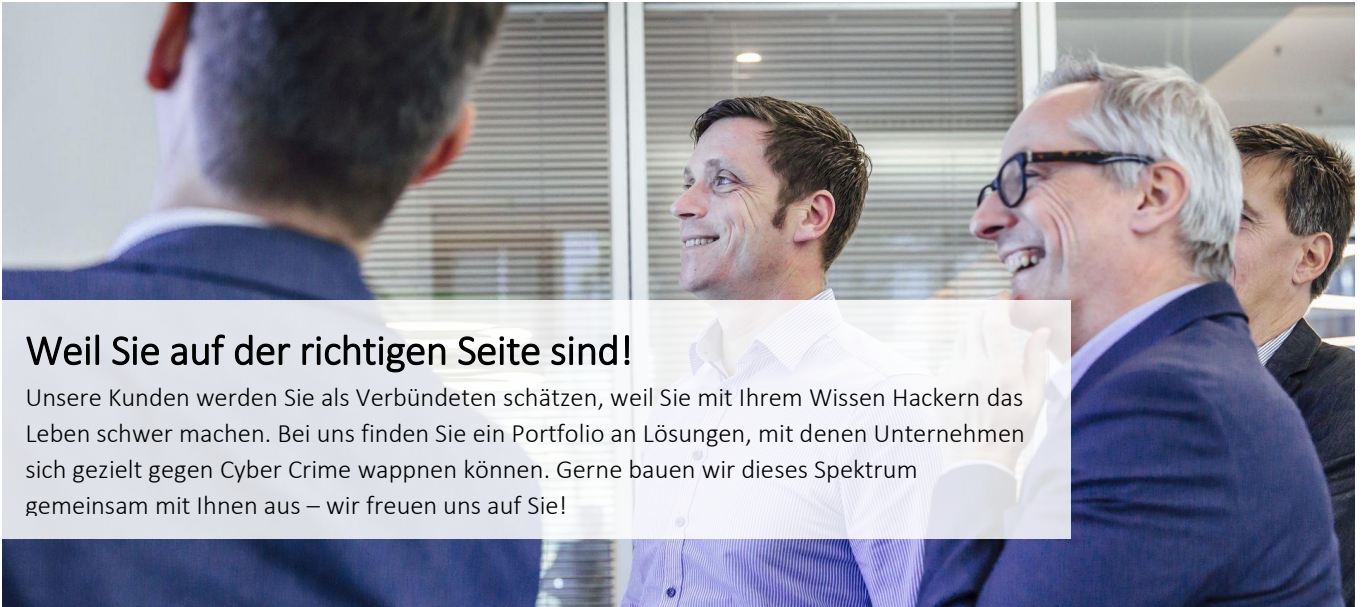 Weil Sie auf der richtigen Seite sind!
Unsere Kunden werden Sie als Verbündeten schätzen, weil Sie mit Ihrem Wissen Hackern das
Leben schwer machen. Bei uns finden Sie ein Portfolio an Lösungen, mit denen Unternehmen
sich gezielt gegen Cyber Crime wappnen können. Gerne bauen wir dieses Spektrum
gemeinsam mit Ihnen aus – wir freuen uns auf Sie!